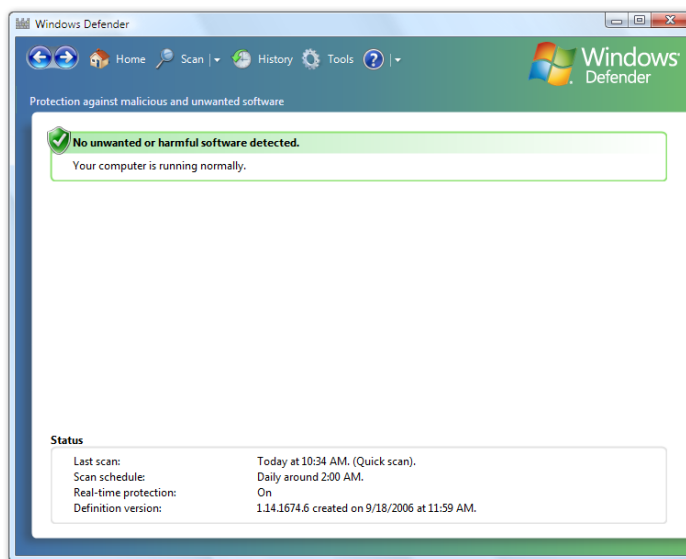 Windows Defender
Home Scan History Tools
Windows
Defender
Protection against malicious and unwanted software
No unwanted or harmful software detected.
Your computer is running normally.
Status
Last scan: Today at 10:34 AM. (Quick scan).
Scan schedule: Daily around 2:00 AM.
Real-time protection: On
Definition version: 1.14.1674.6 created on 9/18/2006 at 11:59 AM.